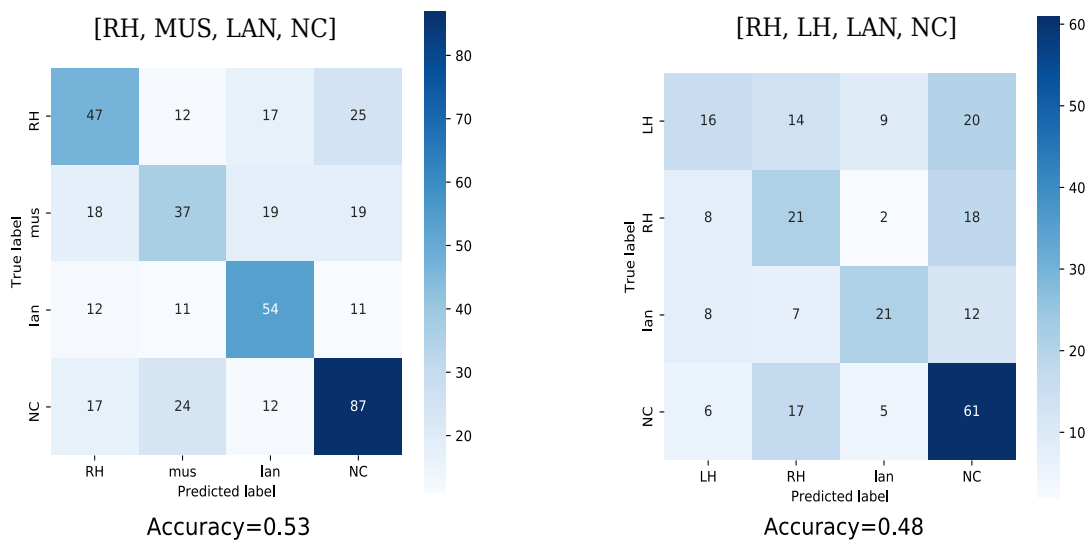 [RH, MUS, LAN, NC]
RH
mus
lan
NC
True label
47 12 17 25
18 37 19 19
12 11 54 11
17 24 12 87
RH mus lan NC
Predicted label
80
70
60
50
40
30
20
Accuracy=0.53
[RH, LH, LAN, NC]
LH
RH
lan
NC
True label
16 14 9 20
8 21 2 18
8 7 21 12
6 17 5 61
LH RH lan NC
Predicted label
60
50
40
30
20
10
Accuracy=0.48